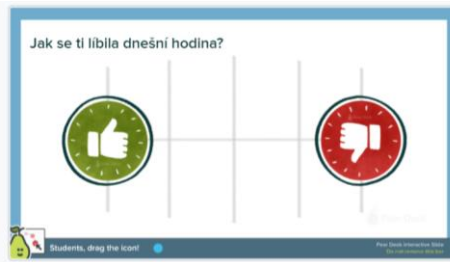 Jak se ti líbila dnešní hodina?
Students, drag the icon!
Pear Deck Interactive Slide